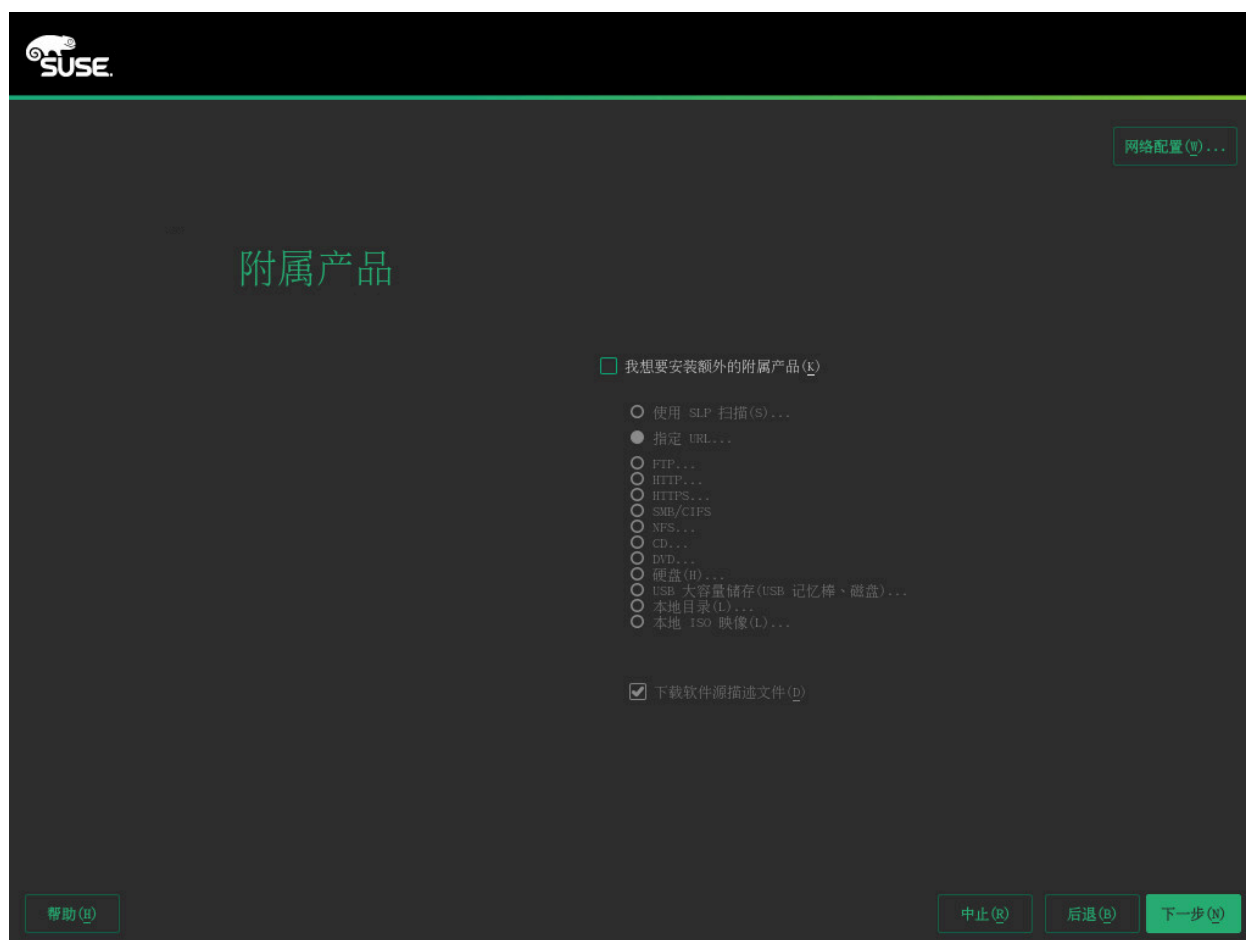 SUSE.
网络配置(W)...
附属产品
我想要安装额外的附属产品(K)
使用 SLP 扫描(S)...
指定 URL...
FTP...
HTTP...
HTTPS...
SMB/CIFS
NFS...
CD...
DVD...
硬盘(H)...
USB 大容量储存(USB 记忆棒、磁盘)...
本地目录(L)...
本地 ISO 映像(L)...
下载软件源描述文件(D)
帮助(H)
中止(R)
后退(B)
下一步(N)